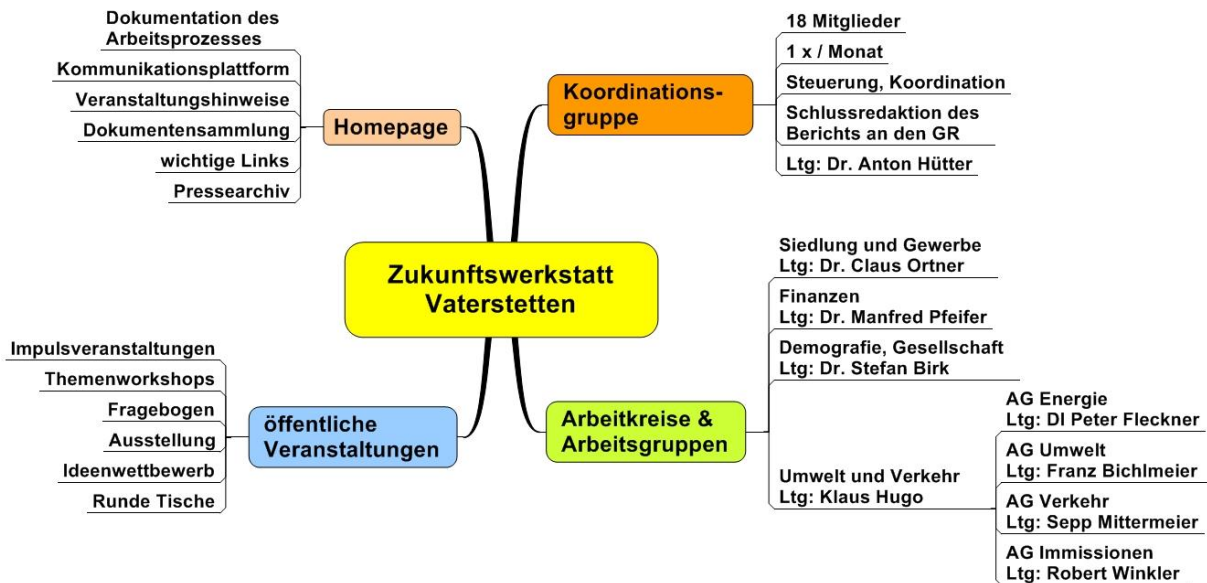 Zukunftswerkstatt
Vaterstetten
Homepage
Dokumentation des
Arbeitsprozesses
Kommunikationsplattform
Veranstaltungshinweise
Dokumentensammlung
wichtige Links
Pressearchiv
Koordinations-
gruppe
18 Mitglieder
1 x / Monat
Steuerung, Koordination
Schlussredaktion des
Berichts an den GR
Ltg: Dr. Anton Hütter
öffentliche
Veranstaltungen
Impulsveranstaltungen
Themenworkshops
Fragebogen
Ausstellung
Ideenwettbewerb
Runde Tische
Arbeitkreise &
Arbeitsgruppen
Siedlung und Gewerbe
Ltg: Dr. Claus Ortner
Finanzen
Ltg: Dr. Manfred Pfeifer
Demografie, Gesellschaft
Ltg: Dr. Stefan Birk
Umwelt und Verkehr
Ltg: Klaus Hugo
AG Energie
Ltg: DI Peter Fleckner
AG Umwelt
Ltg: Franz Bichlmeier
AG Verkehr
Ltg: Sepp Mittermeier
AG Immissionen
Ltg: Robert Winkler